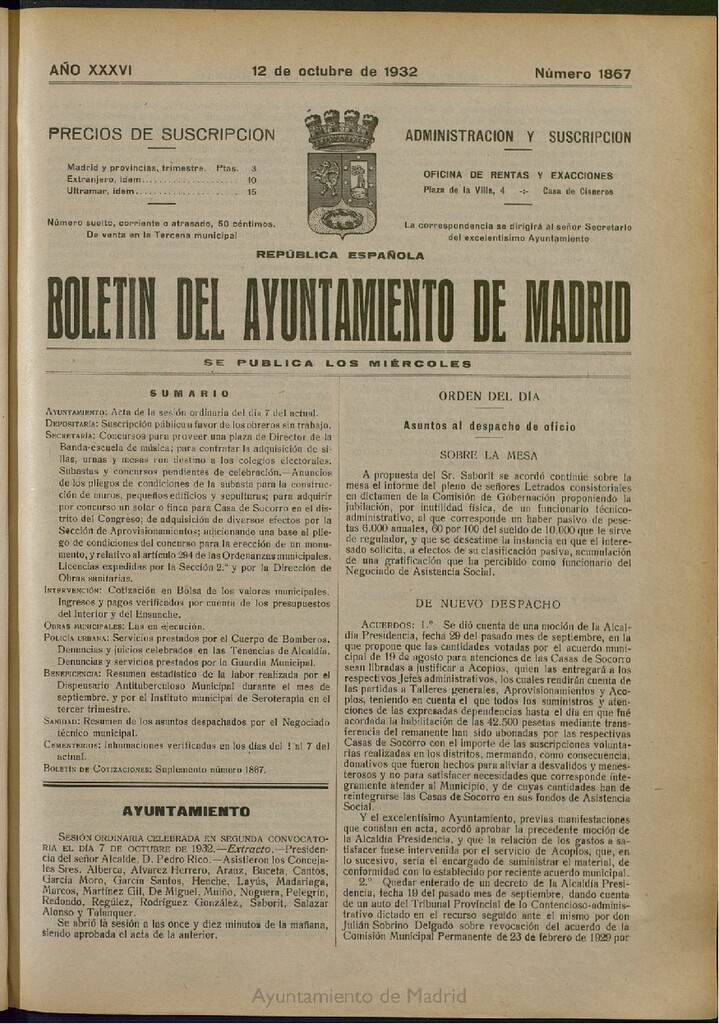 AÑO XXXVI 12 de octubre de 1932 Número 1867
PRECIOS DE SUSCRIPCION
Madrid y provincias, trimestre. Ptas. 3
Extranjero, ídem................... 10
Ultramar, ídem..................... 15
Número suelto, corriente o atrasado, 50 céntimos.
De venta en la Tercena municipal
ADMINISTRACION Y SUSCRIPCION
OFICINA DE RENTAS Y EXACCIONES
Plaza de la Villa, 4 -:- Casa de Cisneros
La correspondencia se dirigirá al señor Secretario
del excelentísimo Ayuntamiento
REPÚBLICA ESPAÑOLA
BOLETIN DEL AYUNTAMIENTO DE MADRID
SE PUBLICA LOS MIÉRCOLES
SUMARIO
AYUNTAMIENTO: Acta de la sesión ordinaria del día 7 del actual.
DEPOSITARÍA: Suscripción pública a favor de los obreros sin trabajo.
SECRETARÍA: Concursos para proveer una plaza de Director de la
Banda-escuela de música; para contratar la adquisición de si-
llas, urnas y mesas con destino a los colegios electorales.
Subastas y concursos pendientes de celebración.—Anuncios
de los pliegos de condiciones de la subasta para la construc-
ción de muros, pequeños edificios y sepulturas; para adquirir
por concurso un solar o finca para Casa de Socorro en el dis-
trito del Congreso; de adquisición de diversos efectos por la
Sección de Aprovisionamientos; adicionando una base al plie-
go de condiciones del concurso para la erección de un monu-
mento, y relativo al artículo 294 de las Ordenanzas municipales.
Licencias expedidas por la Sección 2.ª y por la Dirección de
Obras sanitarias.
INTERVENCIÓN: Cotización en Bolsa de los valores municipales.
Ingresos y pagos verificados por cuenta de los presupuestos
del Interior y del Ensanche.
OBRAS MUNICIPALES: Las en ejecución.
POLICÍA URBANA: Servicios prestados por el Cuerpo de Bomberos.
Denuncias y juicios celebrados en las Tenencias de Alcaldía.
Denuncias y servicios prestados por la Guardia Municipal.
BENEFICENCIA: Resumen estadístico de la labor realizada por el
Dispensario Antituberculoso Municipal durante el mes de
septiembre, y por el Instituto municipal de Seroterapia en el
tercer trimestre.
SANIDAD: Resumen de los asuntos despachados por el Negociado
técnico municipal.
CEMENTERIOS: Inhumaciones verificadas en los días del 1 al 7 del
actual.
BOLETÍN DE COTIZACIONES: Suplemento número 1867.
AYUNTAMIENTO
SESIÓN ORDINARIA CELEBRADA EN SEGUNDA CONVOCATO-
RIA EL DÍA 7 DE OCTUBRE DE 1932.—Extracto.—Presiden-
cia del señor Alcalde, D. Pedro Rico.—Asistieron los Conceja-
les Sres. Alberca, Alvarez Herrero, Arauz, Buceta, Cantos,
García Moro, García Santos, Henche, Layús, Madariaga,
Marcos, Martínez Gil, De Miguel, Muiño, Noguera, Pelegrín,
Redondo, Regúlez, Rodríguez González, Saborit, Salazar
Alonso y Talanquer.
Se abrió la sesión a las once y diez minutos de la mañana,
siendo aprobada el acta de la anterior.
ORDEN DEL DÍA
Asuntos al despacho de oficio
SOBRE LA MESA
A propuesta del Sr. Saborit se acordó continúe sobre la
mesa el informe del pleno de señores Letrados consistoriales
en dictamen de la Comisión de Gobernación proponiendo la
jubilación, por inutilidad física, de un funcionario técnico-
administrativo, al que corresponde un haber pasivo de pese-
tas 6.000 anuales, 60 por 100 del sueldo de 10.000 que le sirve
de regulador, y que se desestime la instancia en que el intere-
sado solicita, a efectos de su clasificación pasiva, acumulación
de una gratificación que ha percibido como funcionario del
Negociado de Asistencia Social.
DE NUEVO DESPACHO
ACUERDOS: 1.º Se dió cuenta de una moción de la Alcal-
día Presidencia, fecha 29 del pasado mes de septiembre, en la
que propone que las cantidades votadas por el acuerdo munici-
pal de 19 de agosto para atenciones de las Casas de Socorro
sean libradas a justificar a Acopios, quien las entregará a los
respectivos Jefes administrativos, los cuales rendirán cuenta de
las partidas a Talleres generales, Aprovisionamientos y Aco-
pios, teniendo en cuenta el que todos los suministros y aten-
ciones de las expresadas dependencias hasta el día en que fué
acordada la habilitación de las 42.500 pesetas mediante trans-
ferencia del remanente han sido abonadas por las respectivas
Casas de Socorro con el importe de las suscripciones volunta-
rias realizadas en los distritos, mermando, como consecuencia,
donativos que fueron hechos para aliviar a desvalidos y menes-
terosos y no para satisfacer necesidades que corresponde ínte-
gramente atender al Municipio, y de cuyas cantidades han de
reintegrarse las Casas de Socorro en sus fondos de Asistencia
Social.
Y el excelentísimo Ayuntamiento, previas manifestaciones
que constan en acta, acordó aprobar la precedente moción de
la Alcaldía Presidencia, y que la relación de los gastos a sa-
tisfacer fuese intervenida por el servicio de Acopios, que, en
lo sucesivo, sería el encargado de suministrar el material, de
conformidad con lo establecido por reciente acuerdo municipal.
2.º Quedar enterado de un decreto de la Alcaldía Presi-
dencia, fecha 19 del pasado mes de septiembre, dando cuenta
de un auto del Tribunal Provincial de lo Contencioso-adminis-
trativo dictado en el recurso seguido ante el mismo por don
Julián Sobrino Delgado sobre revocación del acuerdo de la
Comisión Municipal Permanente de 23 de febrero de 1929 por
Ayuntamiento de Madrid